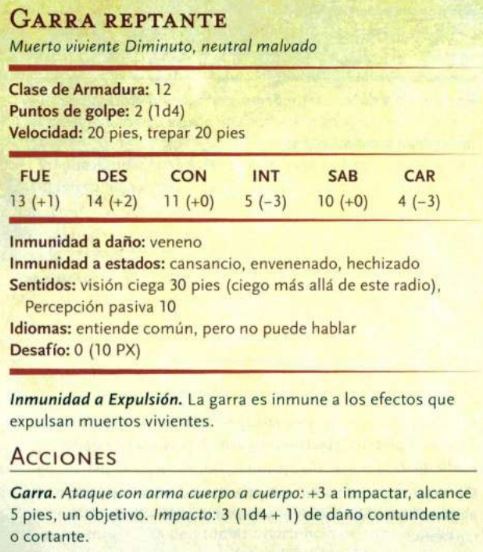 GARRA REPTANTE
Muerto viviente Diminuto, neutral malvado
Clase de Armadura: 12
Puntos de golpe: 2 (1d4)
Velocidad: 20 pies, trepar 20 pies
FUE DES CON INT SAB CAR
13 (+1) 14 (+2) 11 (+0) 5 (−3) 10 (+0) 4 (−3)
Inmunidad a daño: veneno
Inmunidad a estados: cansancio, envenenado, hechizado
Sentidos: visión ciega 30 pies (ciego más allá de este radio),
Percepción pasiva 10
Idiomas: entiende común, pero no puede hablar
Desafío: 0 (10 PX)
Inmunidad a Expulsión. La garra es inmune a los efectos que
expulsan muertos vivientes.
ACCIONES
Garra. Ataque con arma cuerpo a cuerpo: +3 a impactar, alcance
5 pies, un objetivo. Impacto: 3 (1d4 + 1) de daño contundente
o cortante.